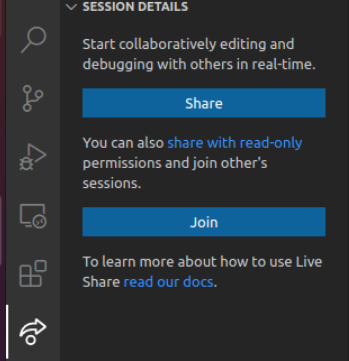 SESSION DETAILS
Start collaboratively editing and
debugging with others in real-time.
Share
You can also share with read-only
permissions and join other's
sessions.
Join
To learn more about how to use Live
Share read our docs.